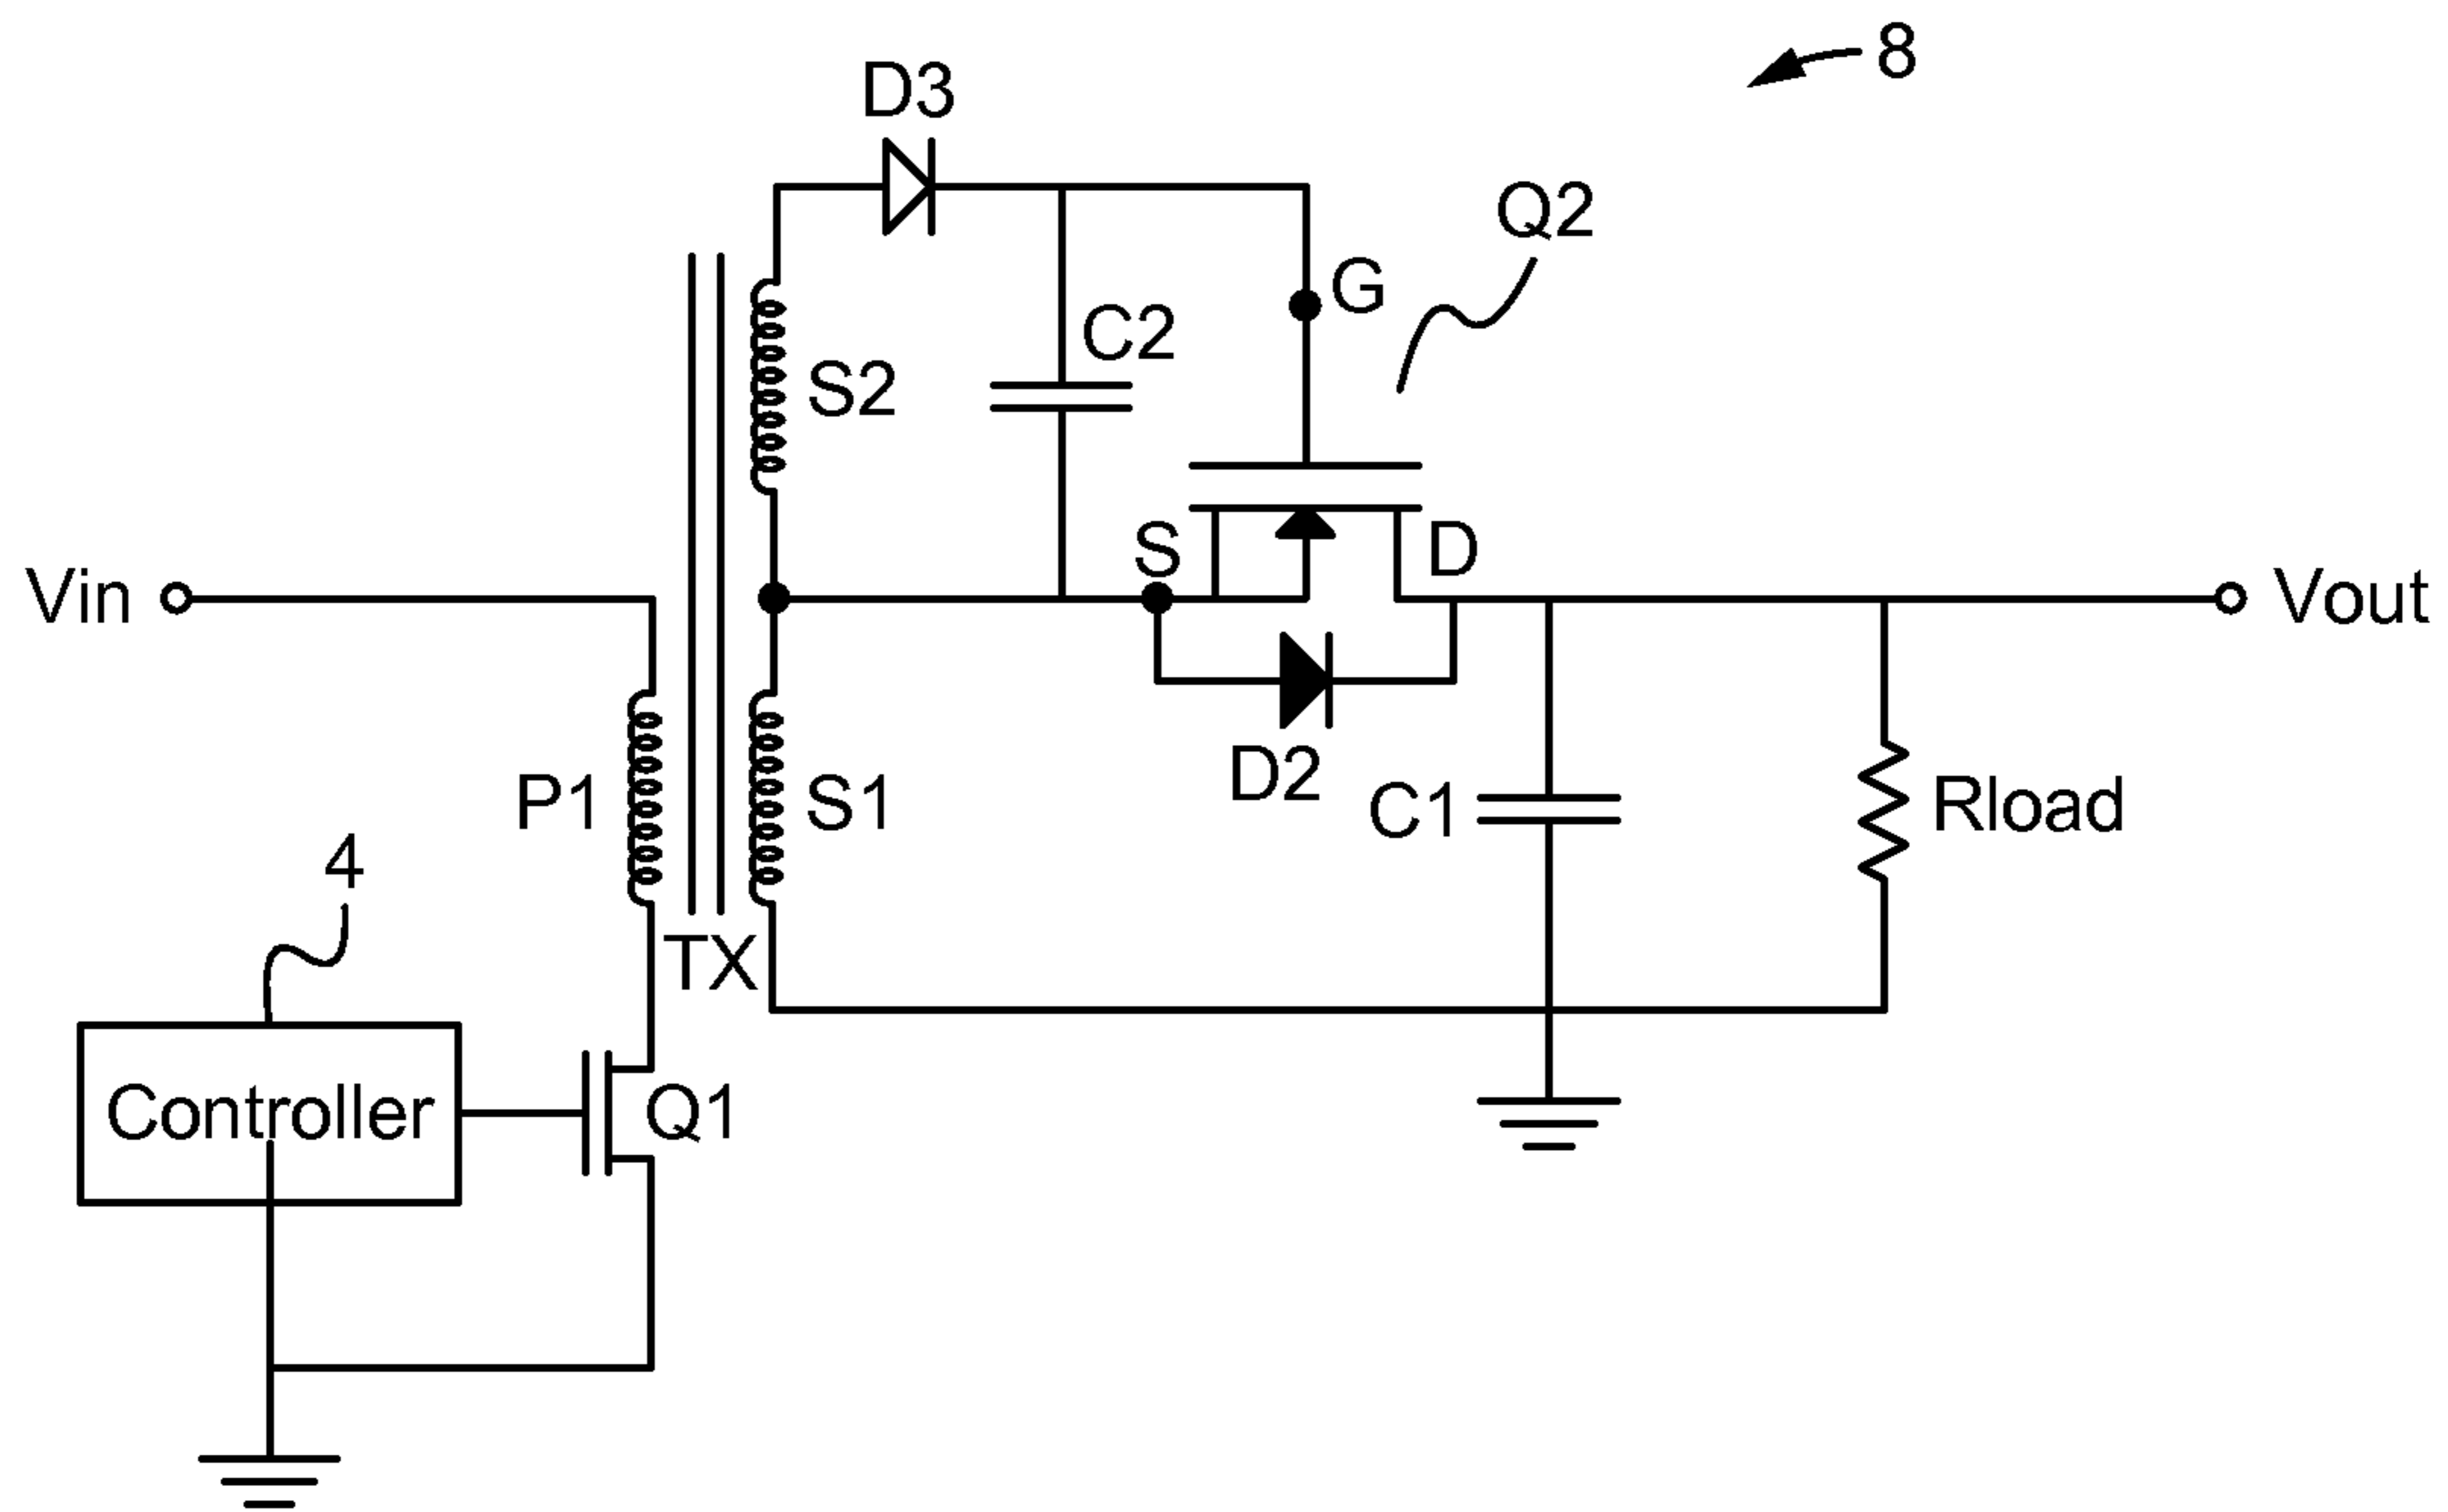 8
D3
Q2
G
C2
S2
S
D
Vin
Vout
D2
P1
S1
C1
Rload
4
TX
Controller
Q1